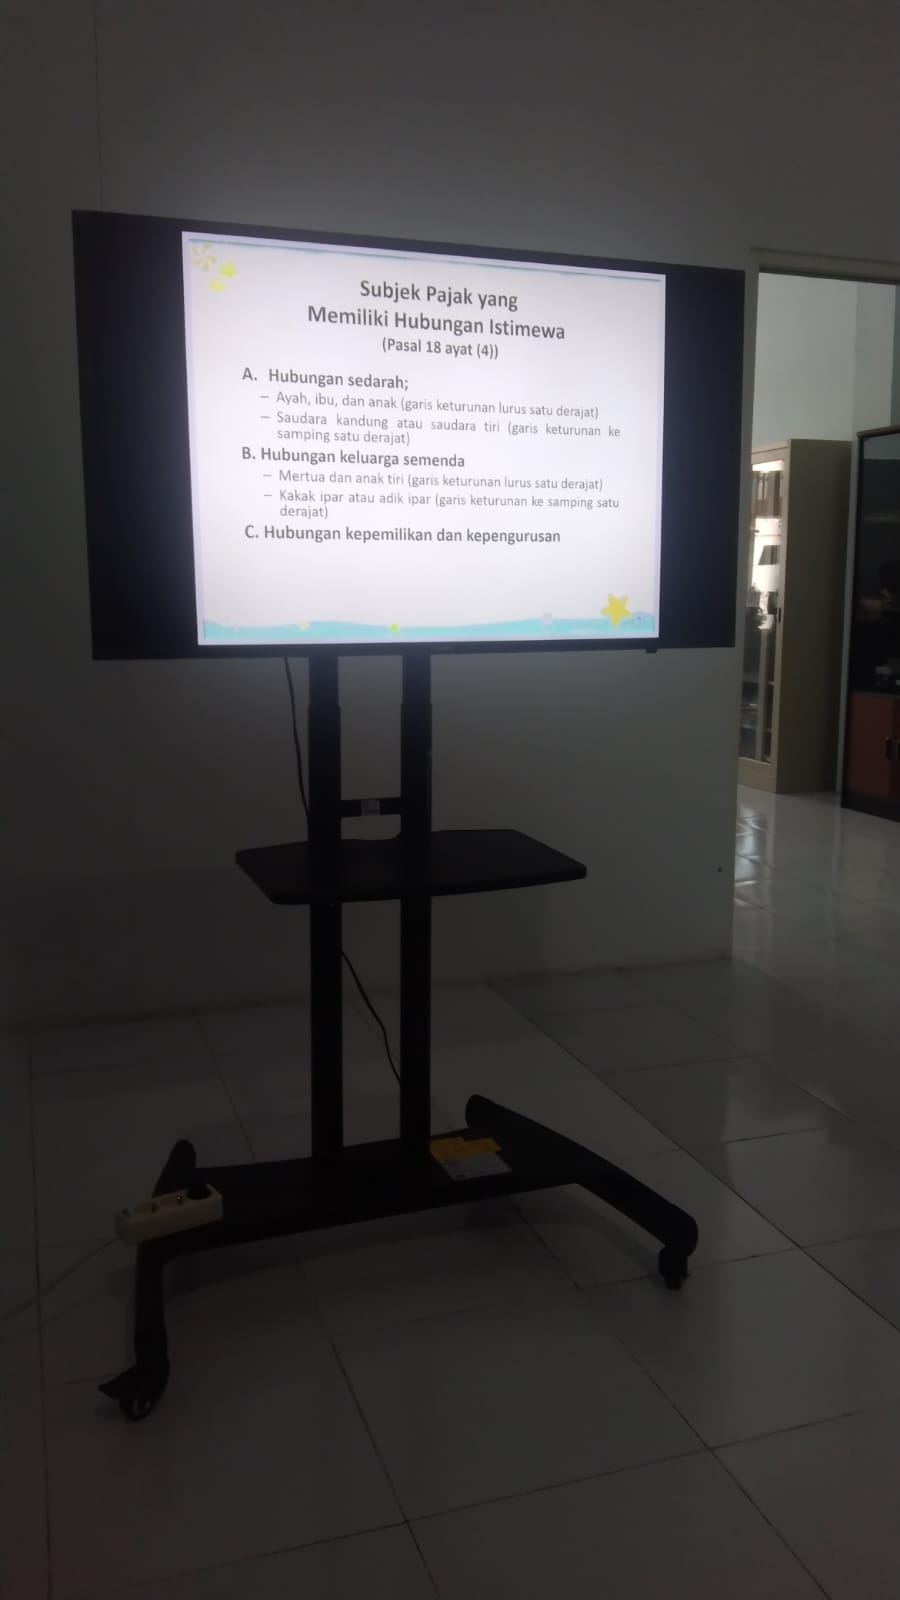 Subjek Pajak yang
Memiliki Hubungan Istimewa
(Pasal 18 ayat (4))
A. Hubungan sedarah;
– Ayah, ibu, dan anak (garis keturunan lurus satu derajat)
– Saudara kandung atau saudara tiri (garis keturunan ke
samping satu derajat)
B. Hubungan keluarga semenda
– Mertua dan anak tiri (garis keturunan lurus satu derajat)
– Kakak ipar atau adik ipar (garis keturunan ke samping satu
derajat)
C. Hubungan kepemilikan dan kepengurusan